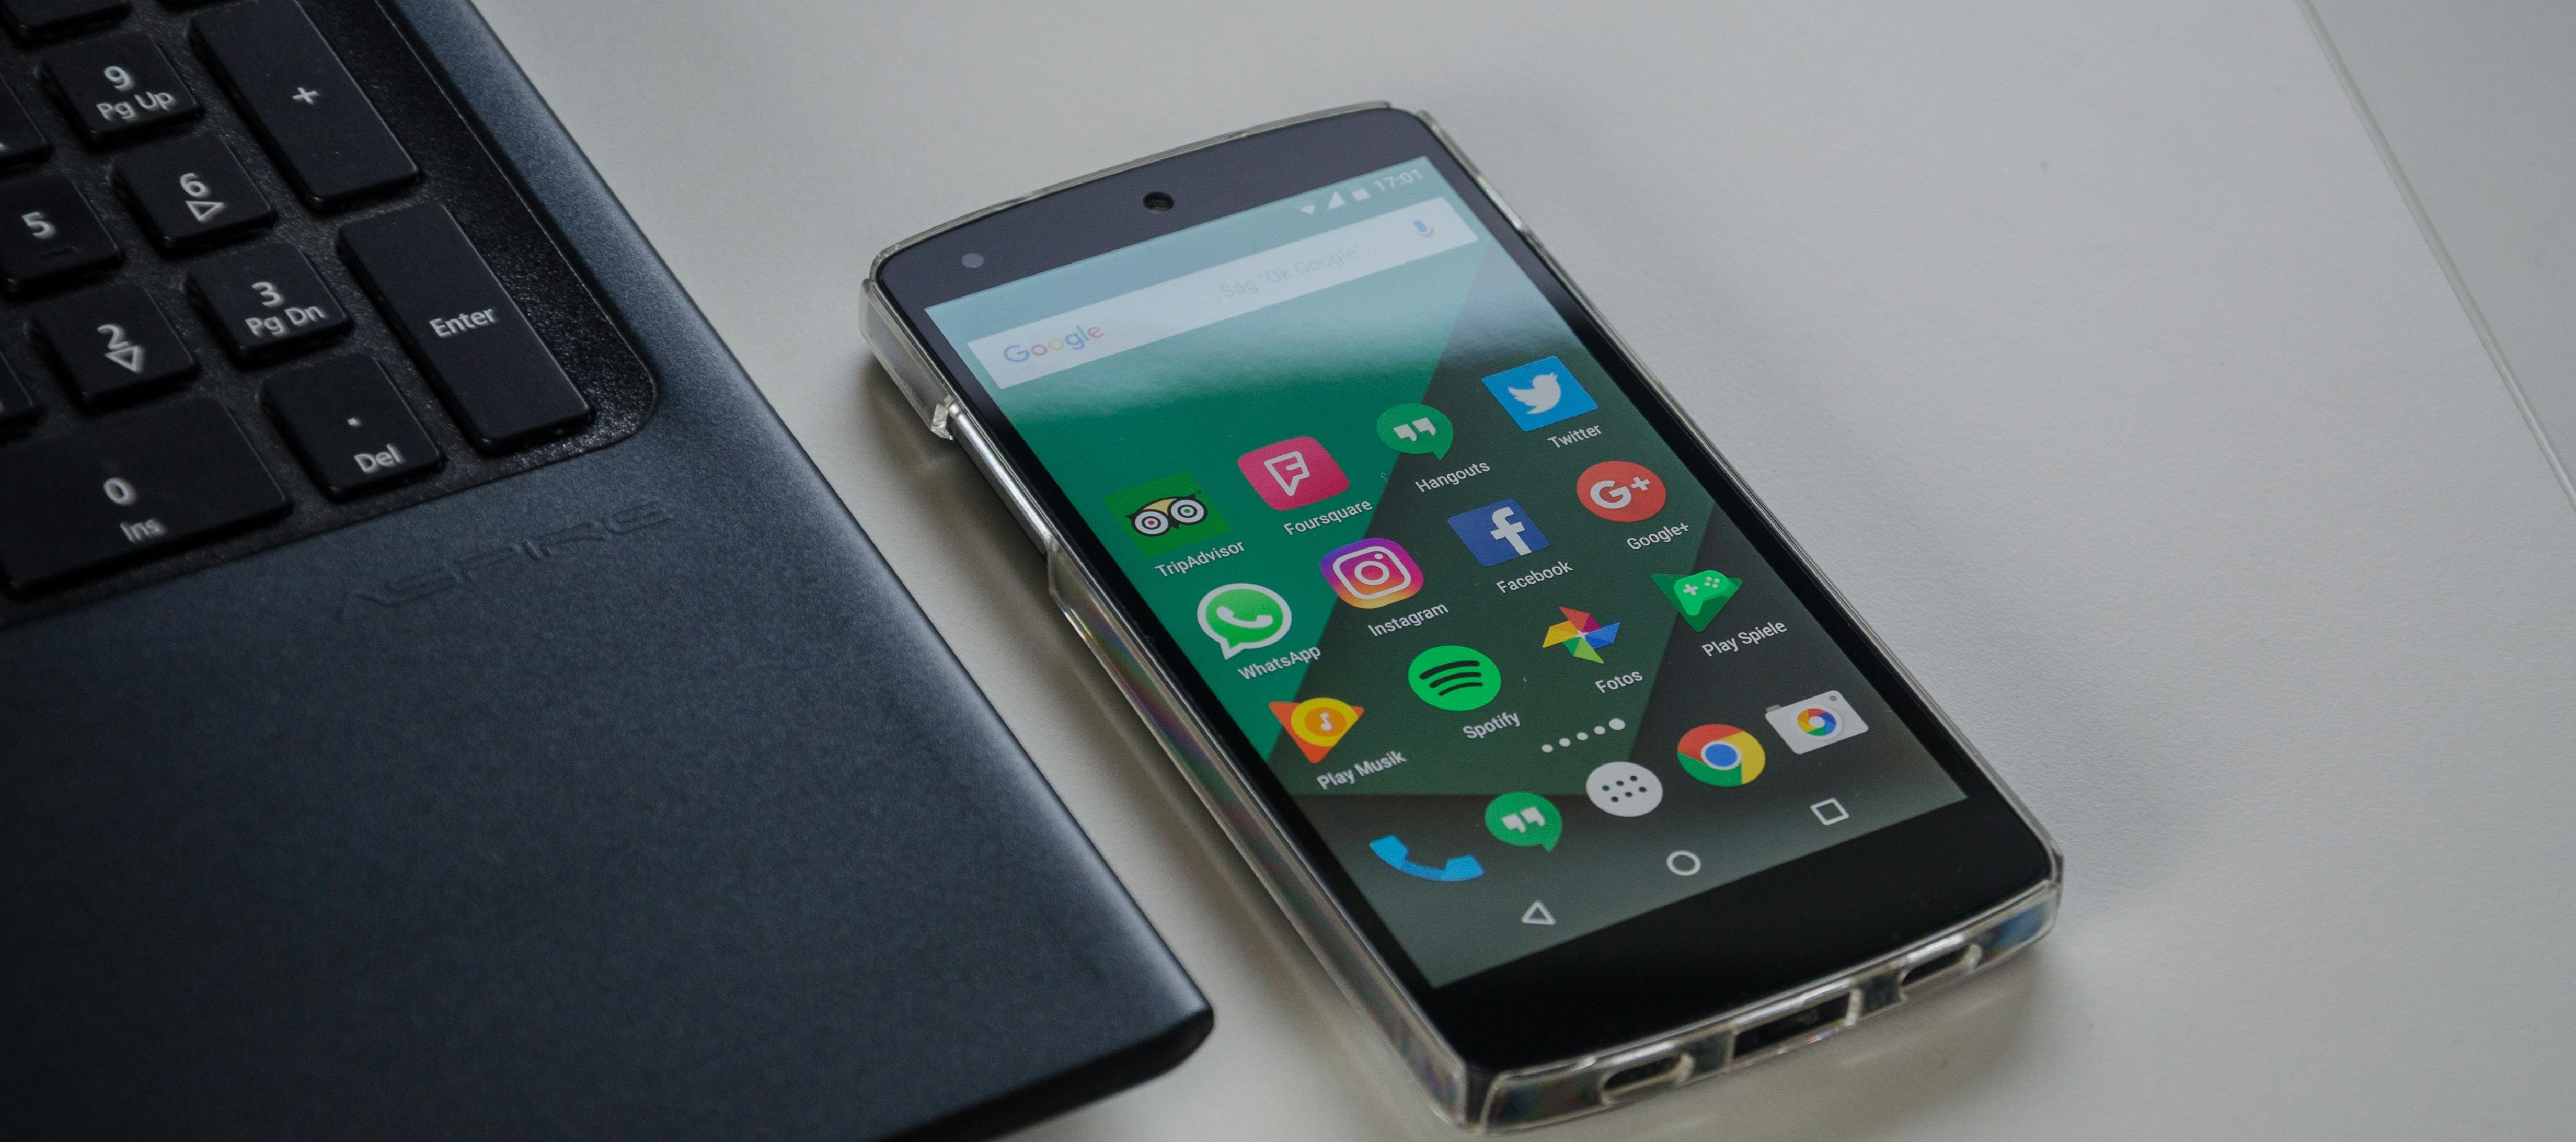 9
Pg Up
+
5
6
2
3
Pg Dn
Enter
0
Ins
.
Del
ASPIRE
17:01
Google
Sag "Ok Google"...
TripAdvisor
Foursquare
Hangouts
Twitter
WhatsApp
Instagram
Facebook
Google+
Play Musik
Spotify
Fotos
Play Spiele